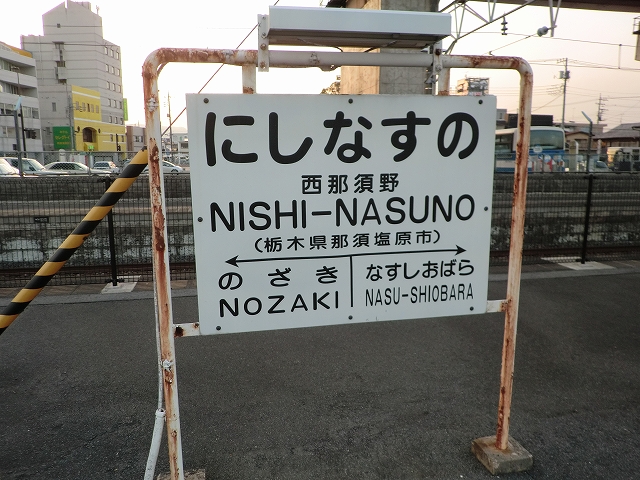 にしなすの
西那須野
NISHI-NASUNO
(栃木県那須塩原市)
のざき なすしおばら
NOZAKI NASU-SHIOBARA